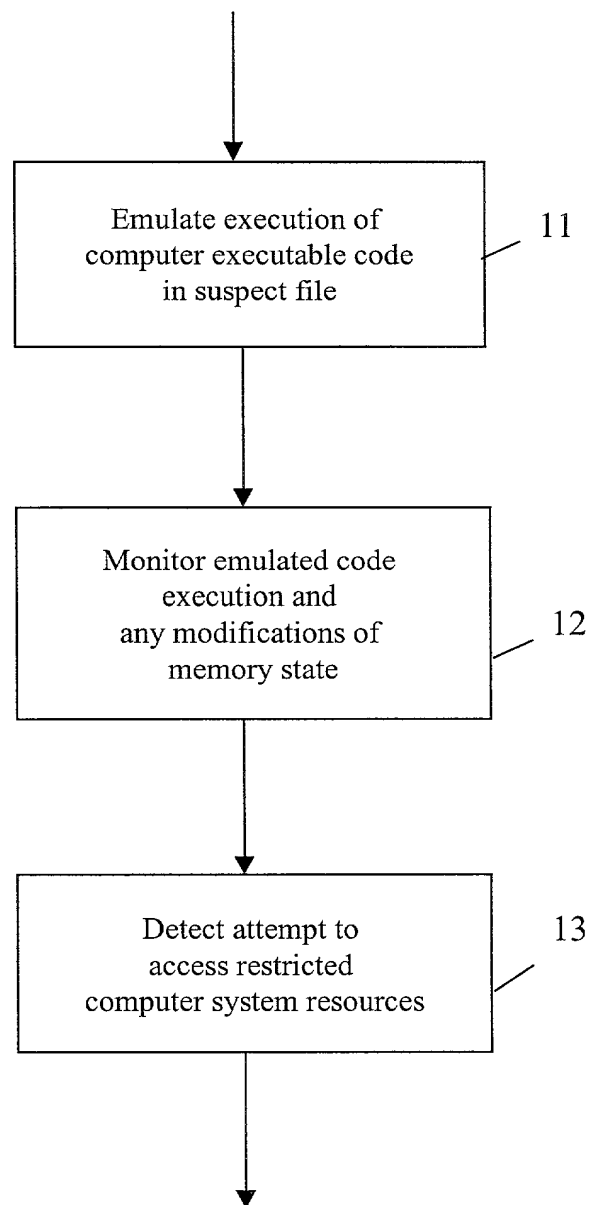 Emulate execution of
computer executable code
in suspect file
11
Monitor emulated code
execution and
any modifications of
memory state
12
Detect attempt to
access restricted
computer system resources
13